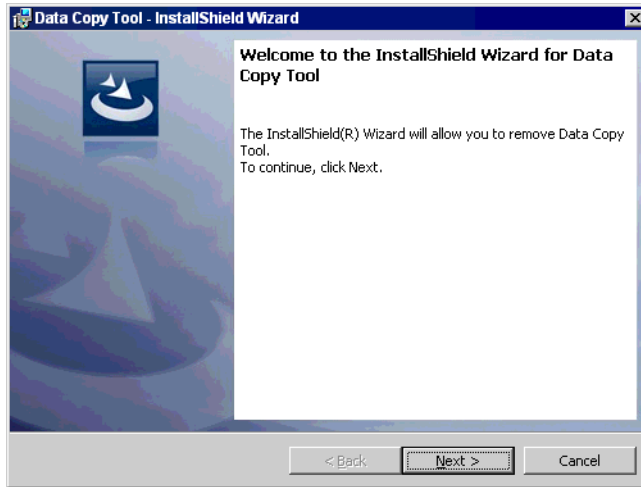 Data Copy Tool - InstallShield Wizard
Welcome to the InstallShield Wizard for Data
Copy Tool
The InstallShield(R) Wizard will allow you to remove Data Copy
Tool.
To continue, click Next.
< Back
Next >
Cancel